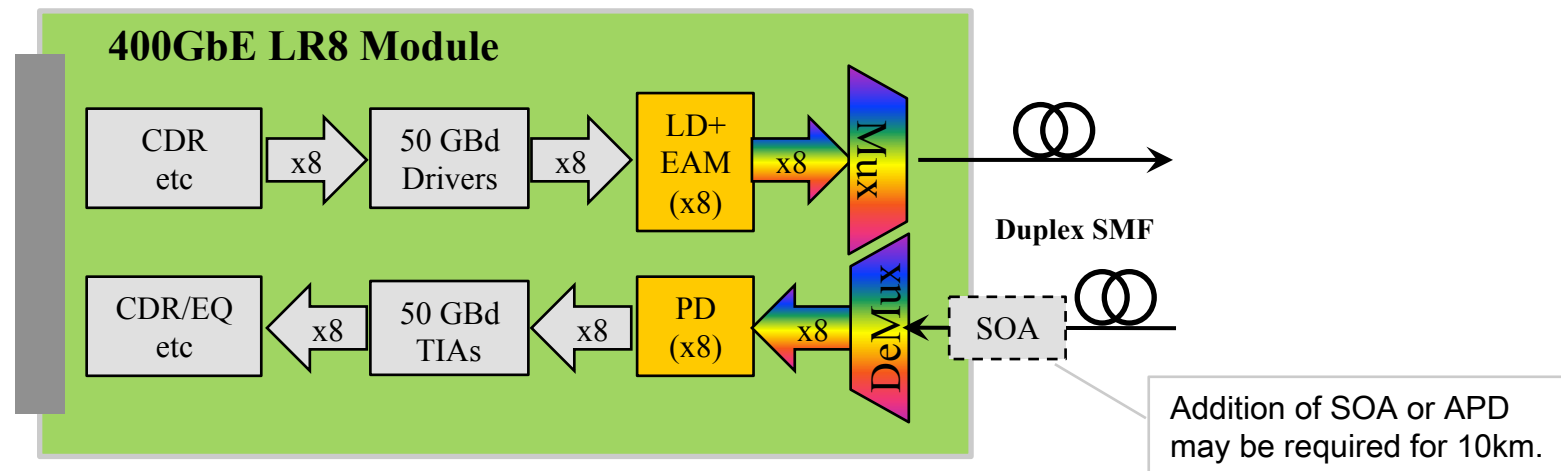 400GbE LR8 Module
CDR
etc
x8
50 GBd
Drivers
x8
LD+
EAM
(x8)
x8
Mux
Duplex SMF
CDR/EQ
etc
x8
50 GBd
TIAs
x8
PD
(x8)
x8
DeMux
SOA
Addition of SOA or APD
may be required for 10km.